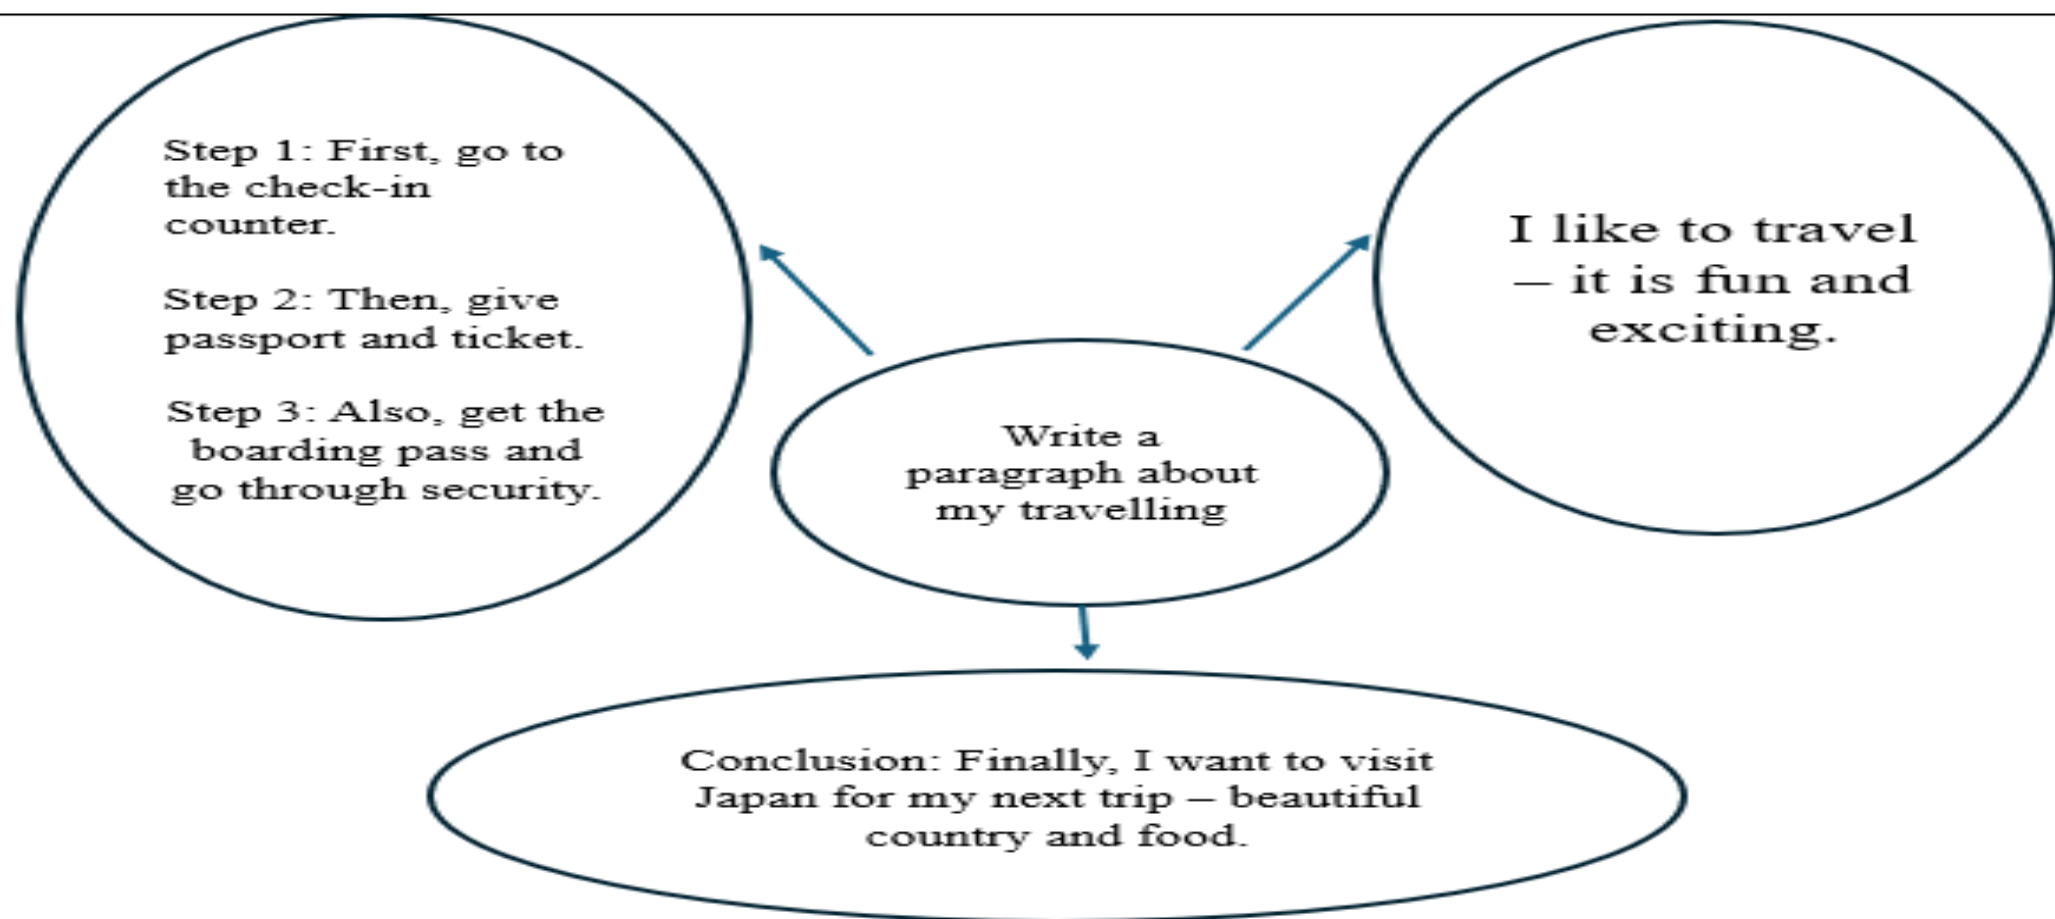 Step 1: First, go to
the check-in
counter.
Step 2: Then, give
passport and ticket.
Step 3: Also, get the
boarding pass and
go through security.
I like to travel
– it is fun and
exciting.
Write a
paragraph about
my travelling
Conclusion: Finally, I want to visit
Japan for my next trip – beautiful
country and food.